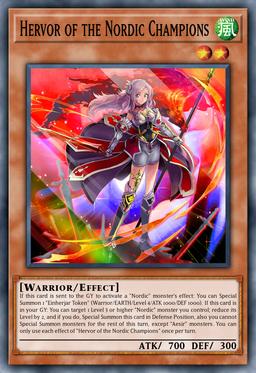 HERVOR OF THE NORDIC CHAMPIONS
風
[WARRIOR/EFFECT]
If this card is sent to the GY to activate a "Nordic" monster's effect: You can Special
Summon 1 "Einherjar Token" (Warrior/EARTH/Level 4/ATK 1000/DEF 1000). If this card
is in your GY: You can target 1 Level 3 or higher "Nordic" monster you control; reduce its
Level by 2, and if you do, Special Summon this card in Defense Position, also you cannot
Special Summon monsters for the rest of this turn, except "Aesir" monsters. You can
only use each effect of "Hervor of the Nordic Champions" once per turn.
ATK/ 700 DEF/ 300